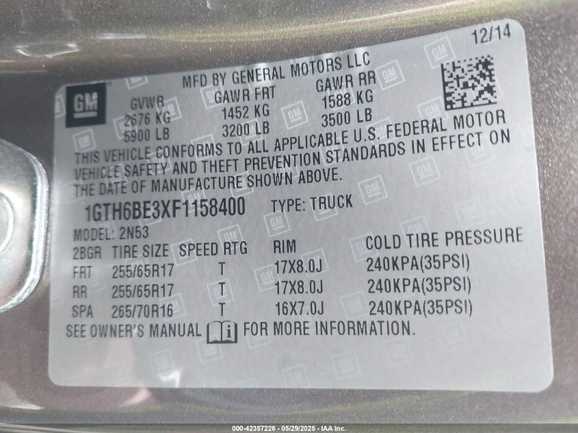 12/14
MFD BY GENERAL MOTORS LLC
GM
GVWR GAWR FRT GAWR RR
2676 KG 1452 KG 1588 KG
5900 LB 3200 LB 3500 LB
THIS VEHICLE CONFORMS TO ALL APPLICABLE U.S. FEDERAL MOTOR
VEHICLE SAFETY AND THEFT PREVENTION STANDARDS IN EFFECT ON
THE DATE OF MANUFACTURE SHOWN ABOVE.
1GTH6BE3XF1158400 TYPE: TRUCK
MODEL: 2N53
2BGR TIRE SIZE SPEED RTG RIM COLD TIRE PRESSURE
FRT 255/65R17 T 17X8.0J 240KPA(35PSI)
RR 255/65R17 T 17X8.0J 240KPA(35PSI)
SPA 265/70R16 T 16X7.0J 240KPA(35PSI)
SEE OWNER'S MANUAL FOR MORE INFORMATION.
000-42357226 - 05/29/2025 - IAA Inc.